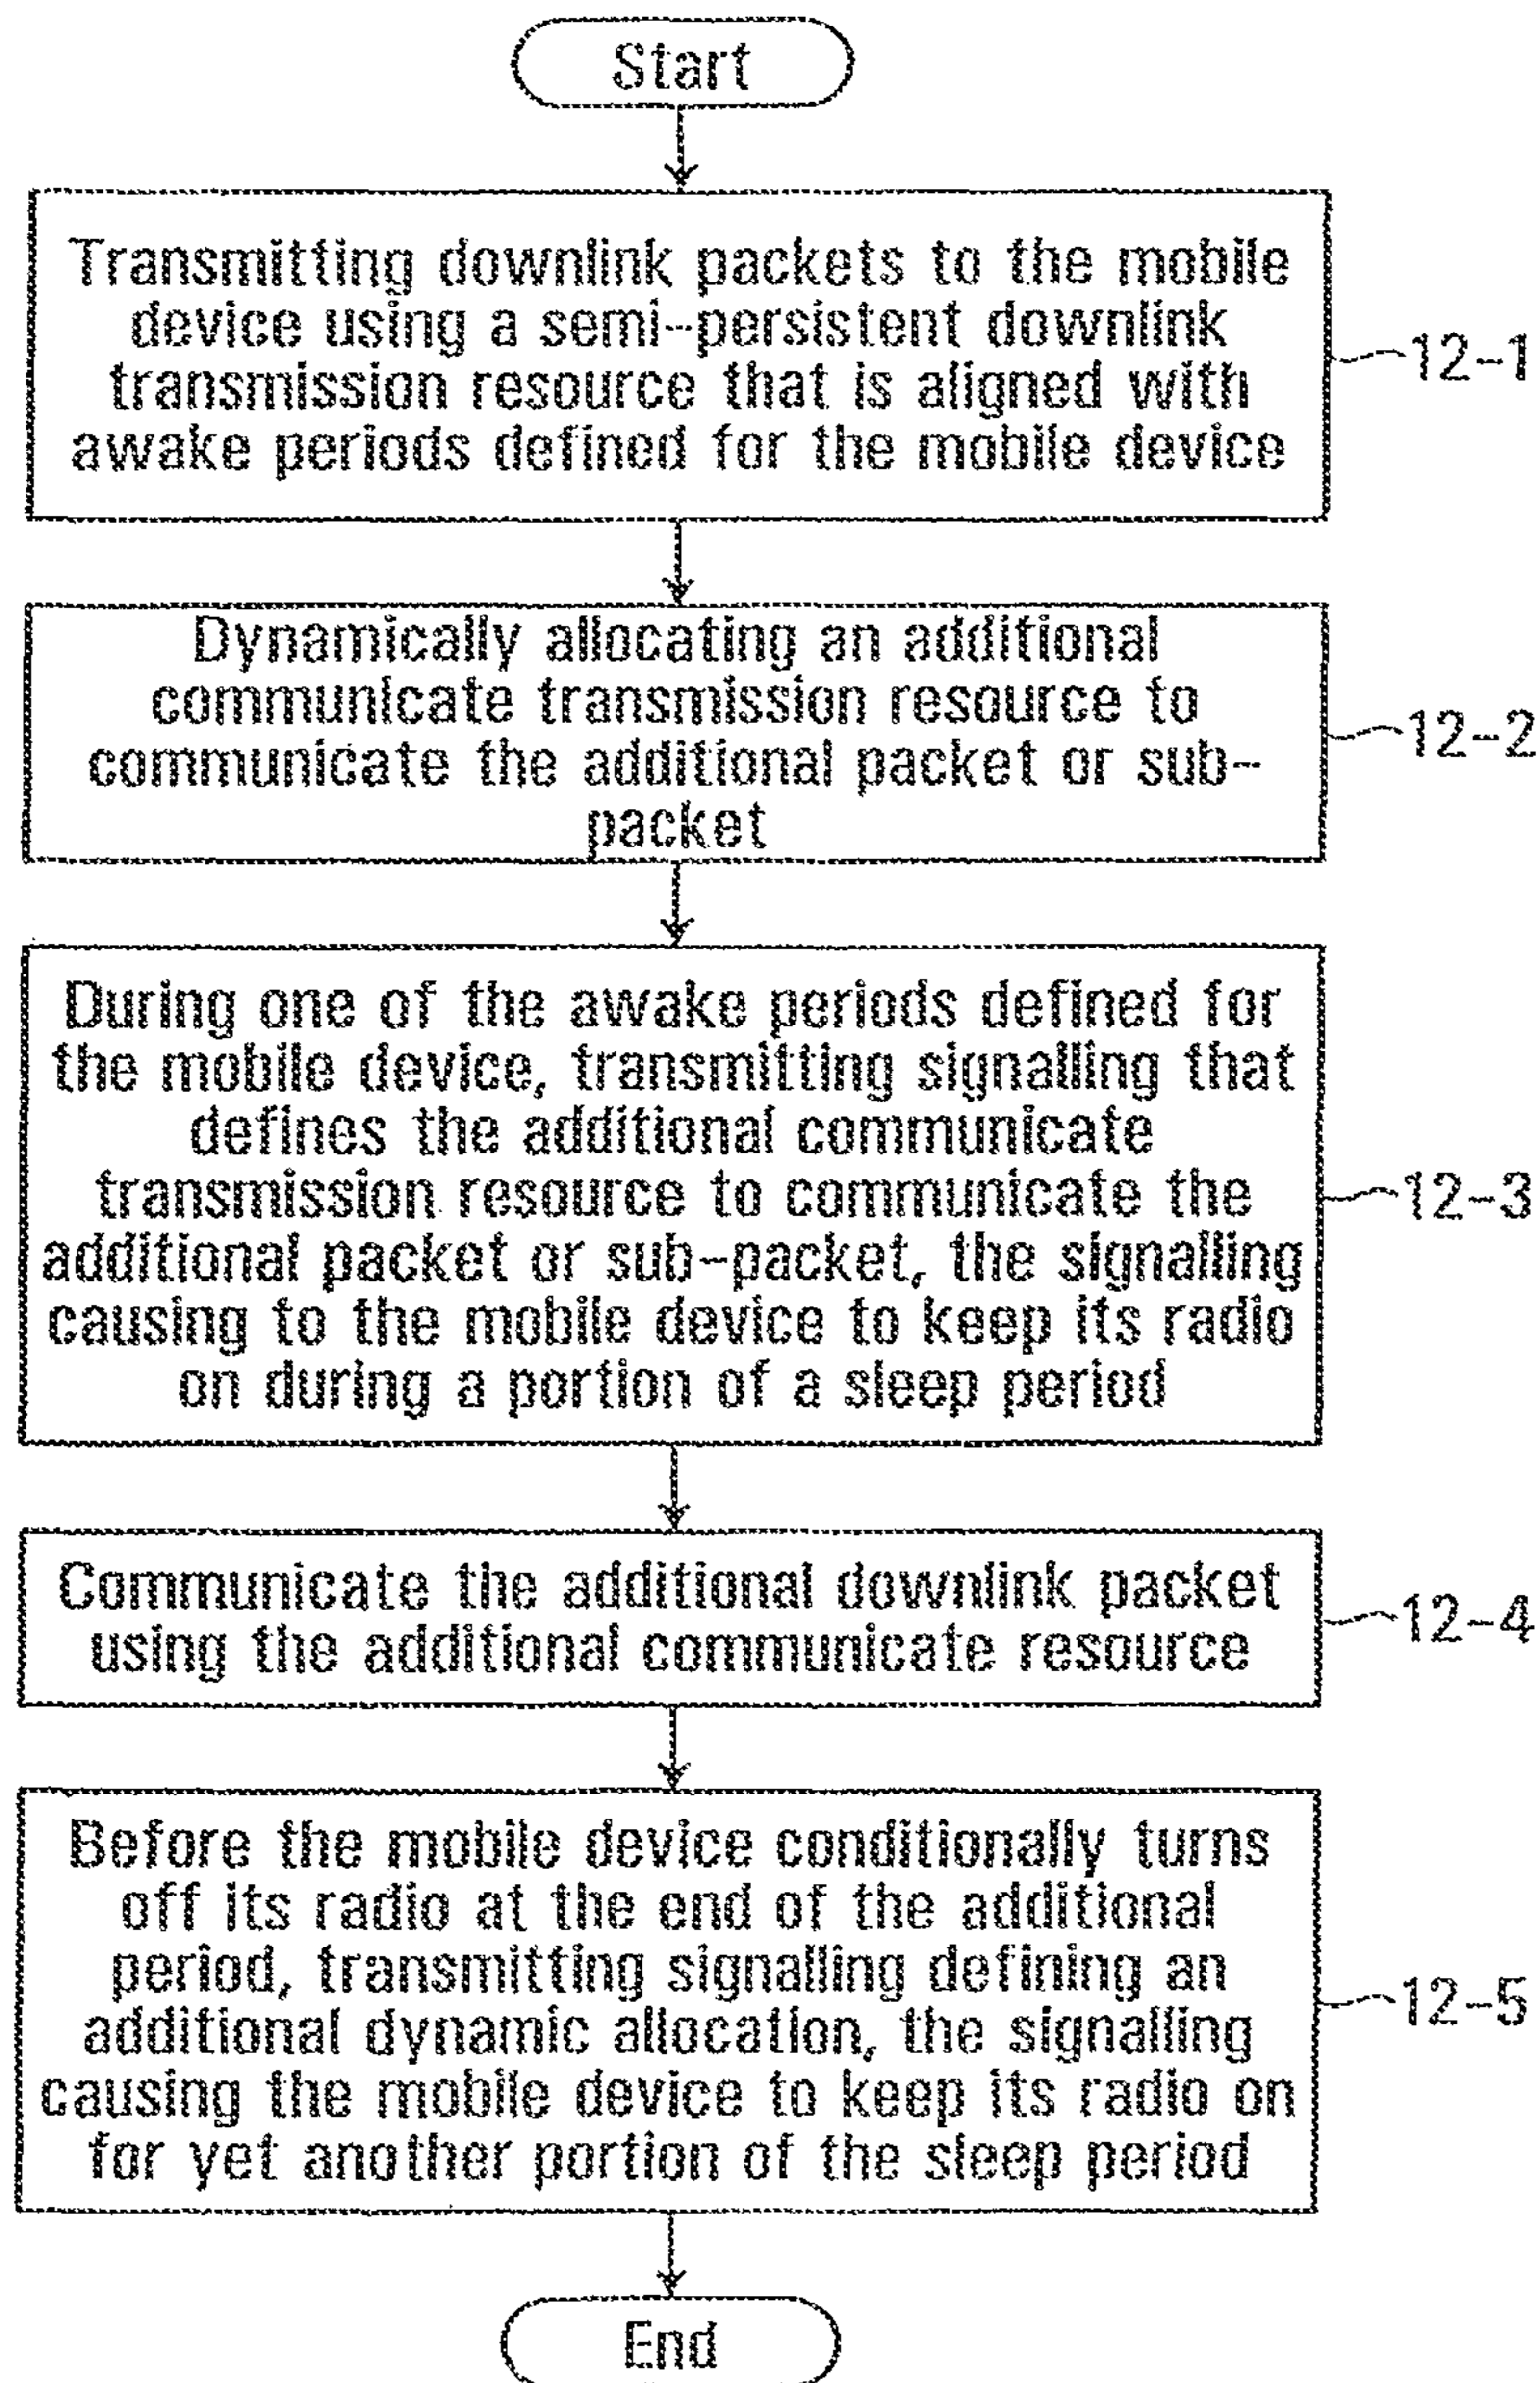 Start
Transmitting downlink packets to the mobile
device using a semi-persistent downlink
transmission resource that is aligned with
awake periods defined for the mobile device
12-1
Dynamically allocating an additional
communicate transmission resource to
communicate the additional packet or sub-
packet
12-2
During one of the awake periods defined for
the mobile device, transmitting signalling that
defines the additional communicate
transmission resource to communicate the
additional packet or sub-packet, the signalling
causing to the mobile device to keep its radio
on during a portion of a sleep period
12-3
Communicate the additional downlink packet
using the additional communicate resource
12-4
Before the mobile device conditionally turns
off its radio at the end of the additional
period, transmitting signalling defining an
additional dynamic allocation, the signalling
causing the mobile device to keep its radio on
for yet another portion of the sleep period
12-5
End